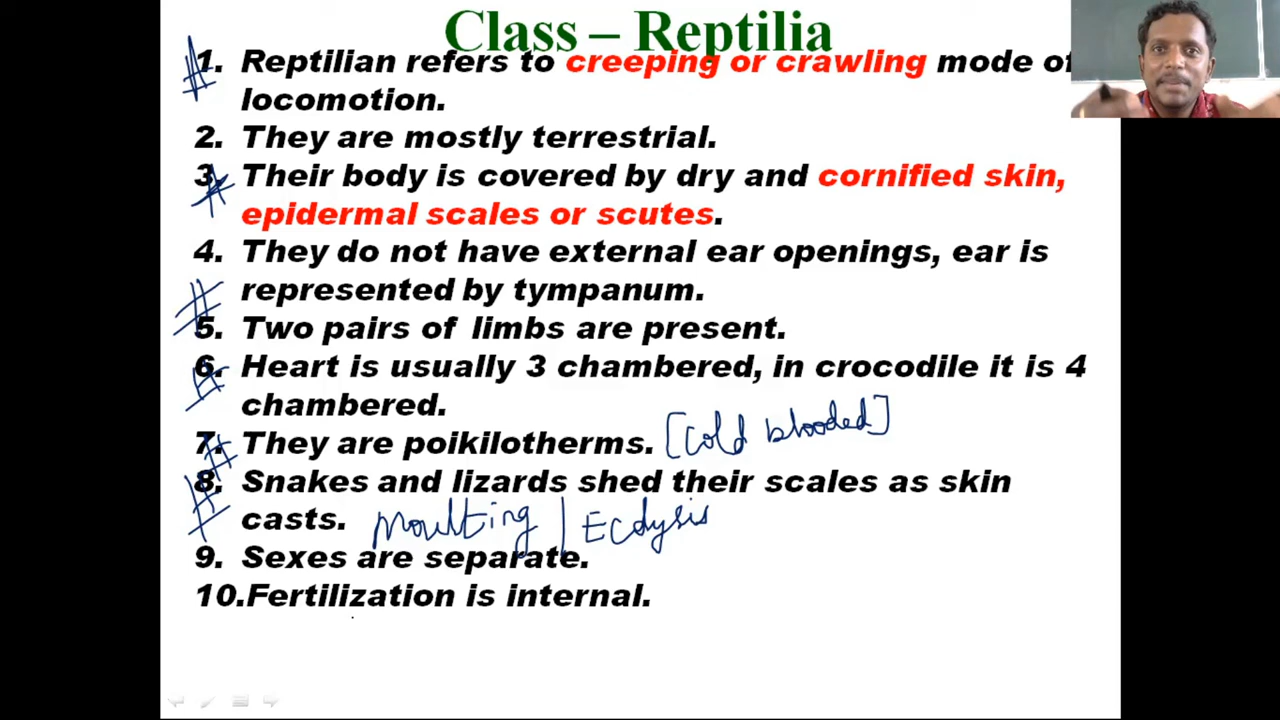 Class – Reptilia
1. Reptilian refers to creeping or crawling mode of
locomotion.
2. They are mostly terrestrial.
3. Their body is covered by dry and cornified skin,
epidermal scales or scutes.
4. They do not have external ear openings, ear is
represented by tympanum.
5. Two pairs of limbs are present.
6. Heart is usually 3 chambered, in crocodile it is 4
chambered.
7. They are poikilotherms. [Cold blooded]
8. Snakes and lizards shed their scales as skin
casts. Moulting | Ecdysis
9. Sexes are separate.
10.Fertilization is internal.